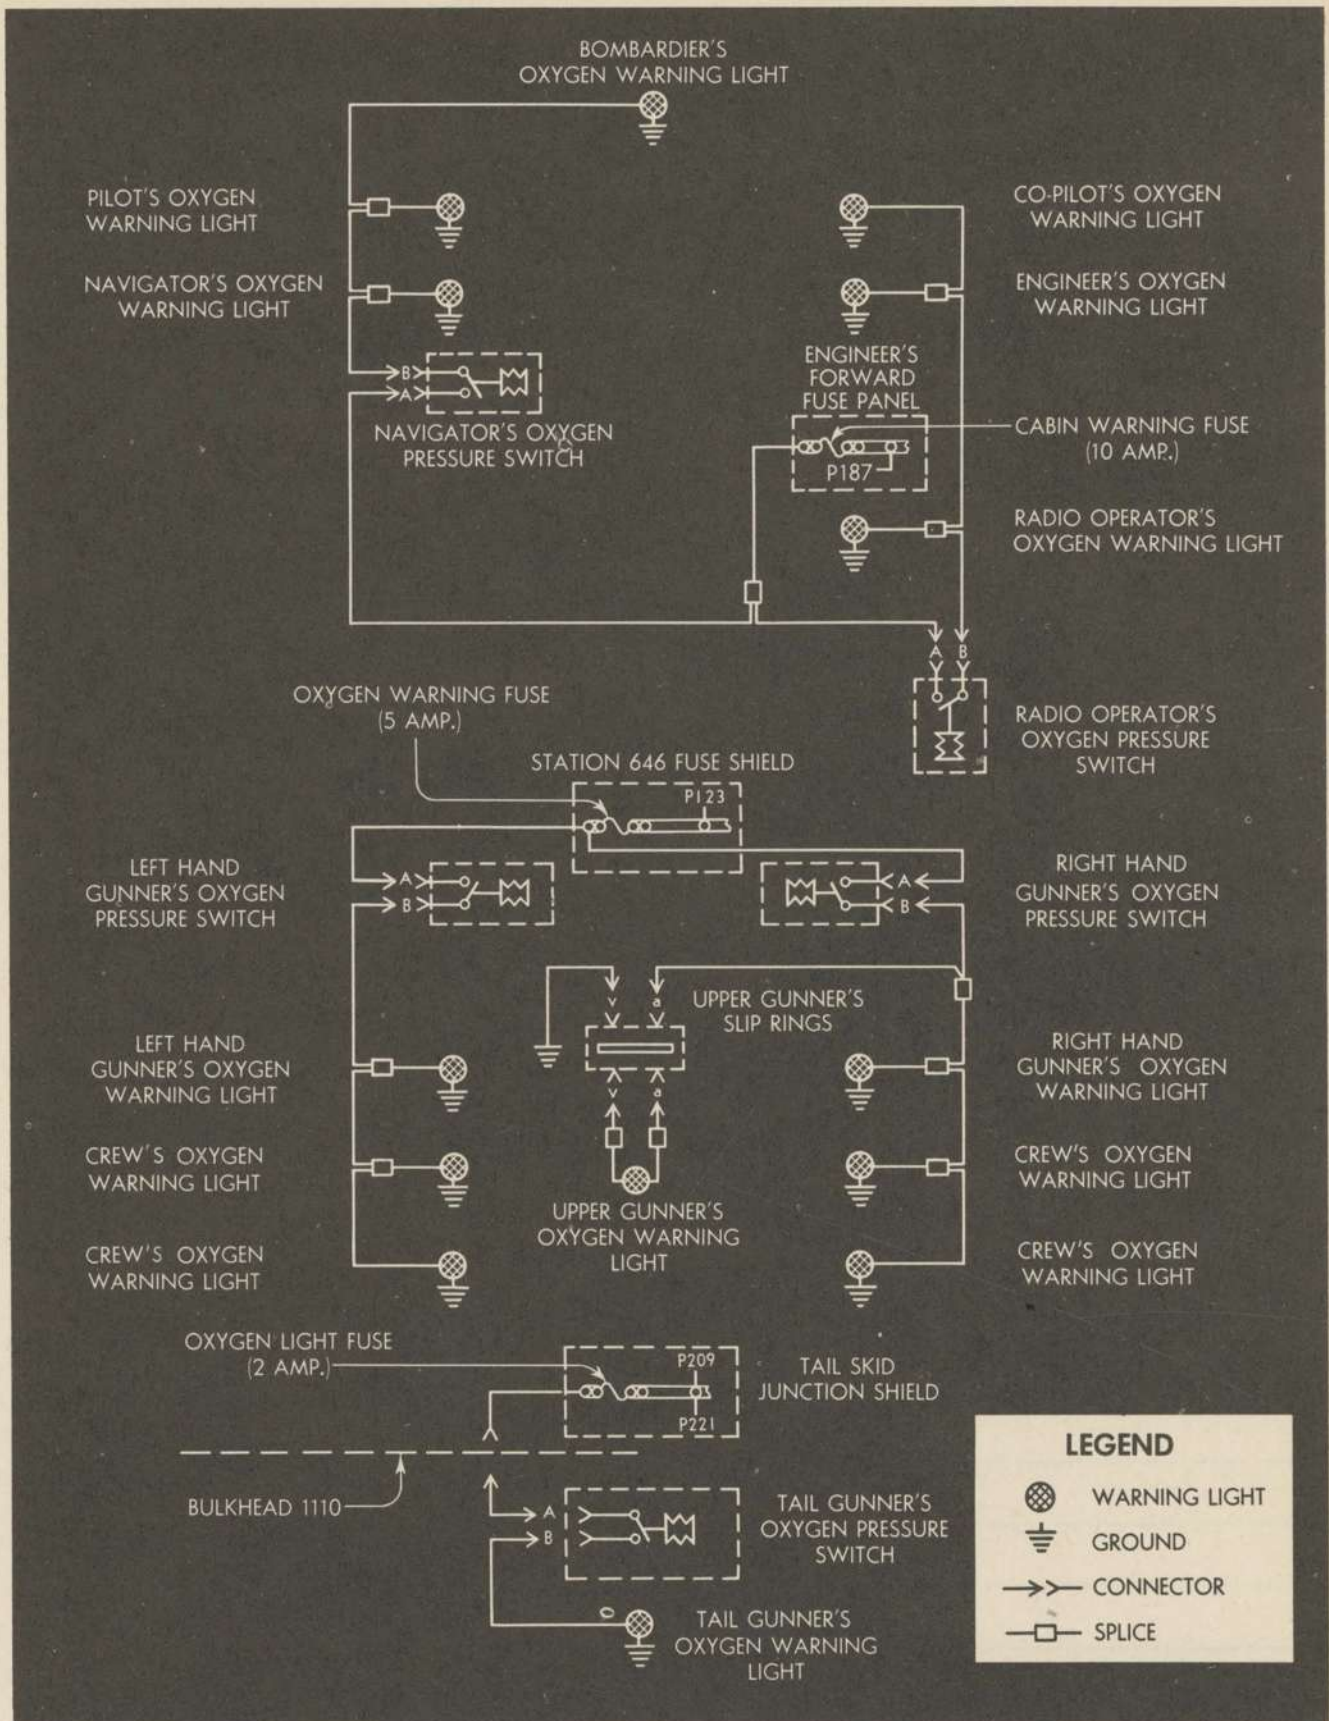 BOMBARDIER'S
OXYGEN WARNING LIGHT
PILOT'S OXYGEN
WARNING LIGHT
CO-PILOT'S OXYGEN
WARNING LIGHT
NAVIGATOR'S OXYGEN
WARNING LIGHT
ENGINEER'S OXYGEN
WARNING LIGHT
ENGINEER'S
FORWARD
FUSE PANEL
B
A
NAVIGATOR'S OXYGEN
PRESSURE SWITCH
CABIN WARNING FUSE
(10 AMP.)
P187
RADIO OPERATOR'S
OXYGEN WARNING LIGHT
A B
RADIO OPERATOR'S
OXYGEN PRESSURE
SWITCH
OXYGEN WARNING FUSE
(5 AMP.)
STATION 646 FUSE SHIELD
P123
LEFT HAND
GUNNER'S OXYGEN
PRESSURE SWITCH
A
B
A
B
RIGHT HAND
GUNNER'S OXYGEN
PRESSURE SWITCH
v a
UPPER GUNNER'S
SLIP RINGS
LEFT HAND
GUNNER'S OXYGEN
WARNING LIGHT
v a
RIGHT HAND
GUNNER'S OXYGEN
WARNING LIGHT
CREW'S OXYGEN
WARNING LIGHT
CREW'S OXYGEN
WARNING LIGHT
UPPER GUNNER'S
OXYGEN WARNING
LIGHT
CREW'S OXYGEN
WARNING LIGHT
CREW'S OXYGEN
WARNING LIGHT
OXYGEN LIGHT FUSE
(2 AMP.)
P209
P221
TAIL SKID
JUNCTION SHIELD
BULKHEAD 1110
A
B
TAIL GUNNER'S
OXYGEN PRESSURE
SWITCH
TAIL GUNNER'S
OXYGEN WARNING
LIGHT
LEGEND
WARNING LIGHT
GROUND
CONNECTOR
SPLICE